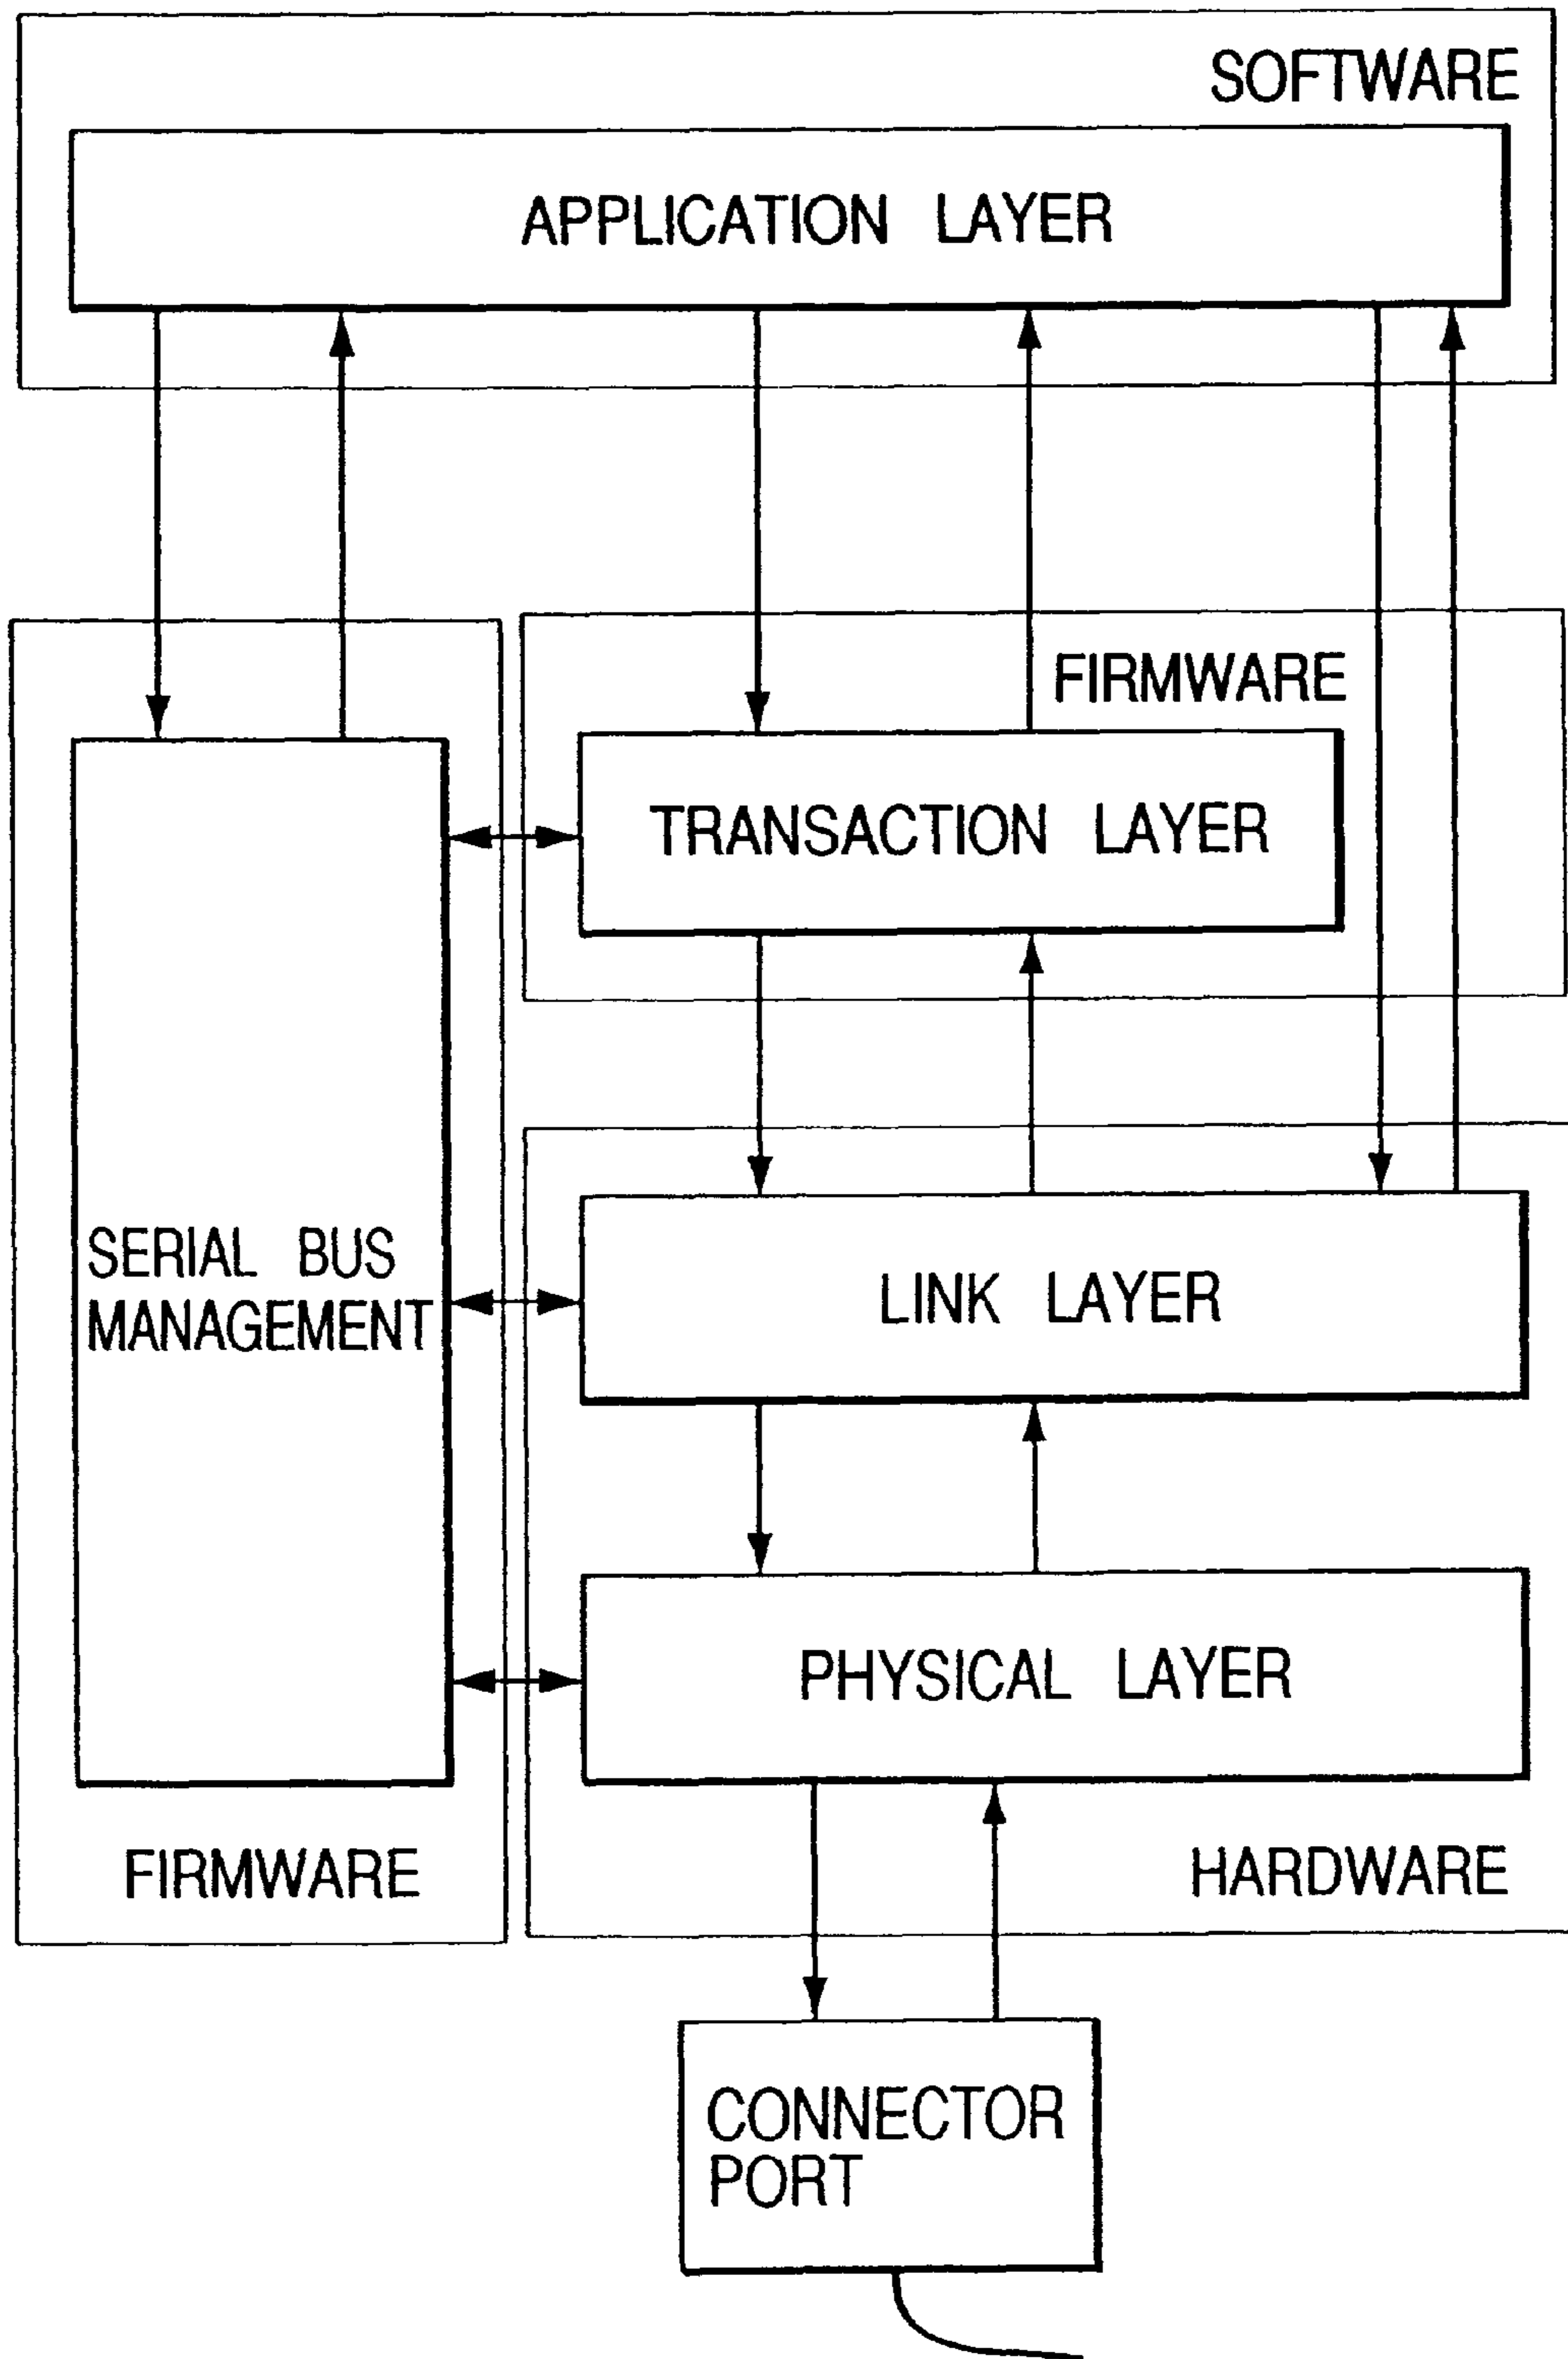 SOFTWARE
APPLICATION LAYER
FIRMWARE
TRANSACTION LAYER
SERIAL BUS
MANAGEMENT
LINK LAYER
PHYSICAL LAYER
FIRMWARE
HARDWARE
CONNECTOR
PORT